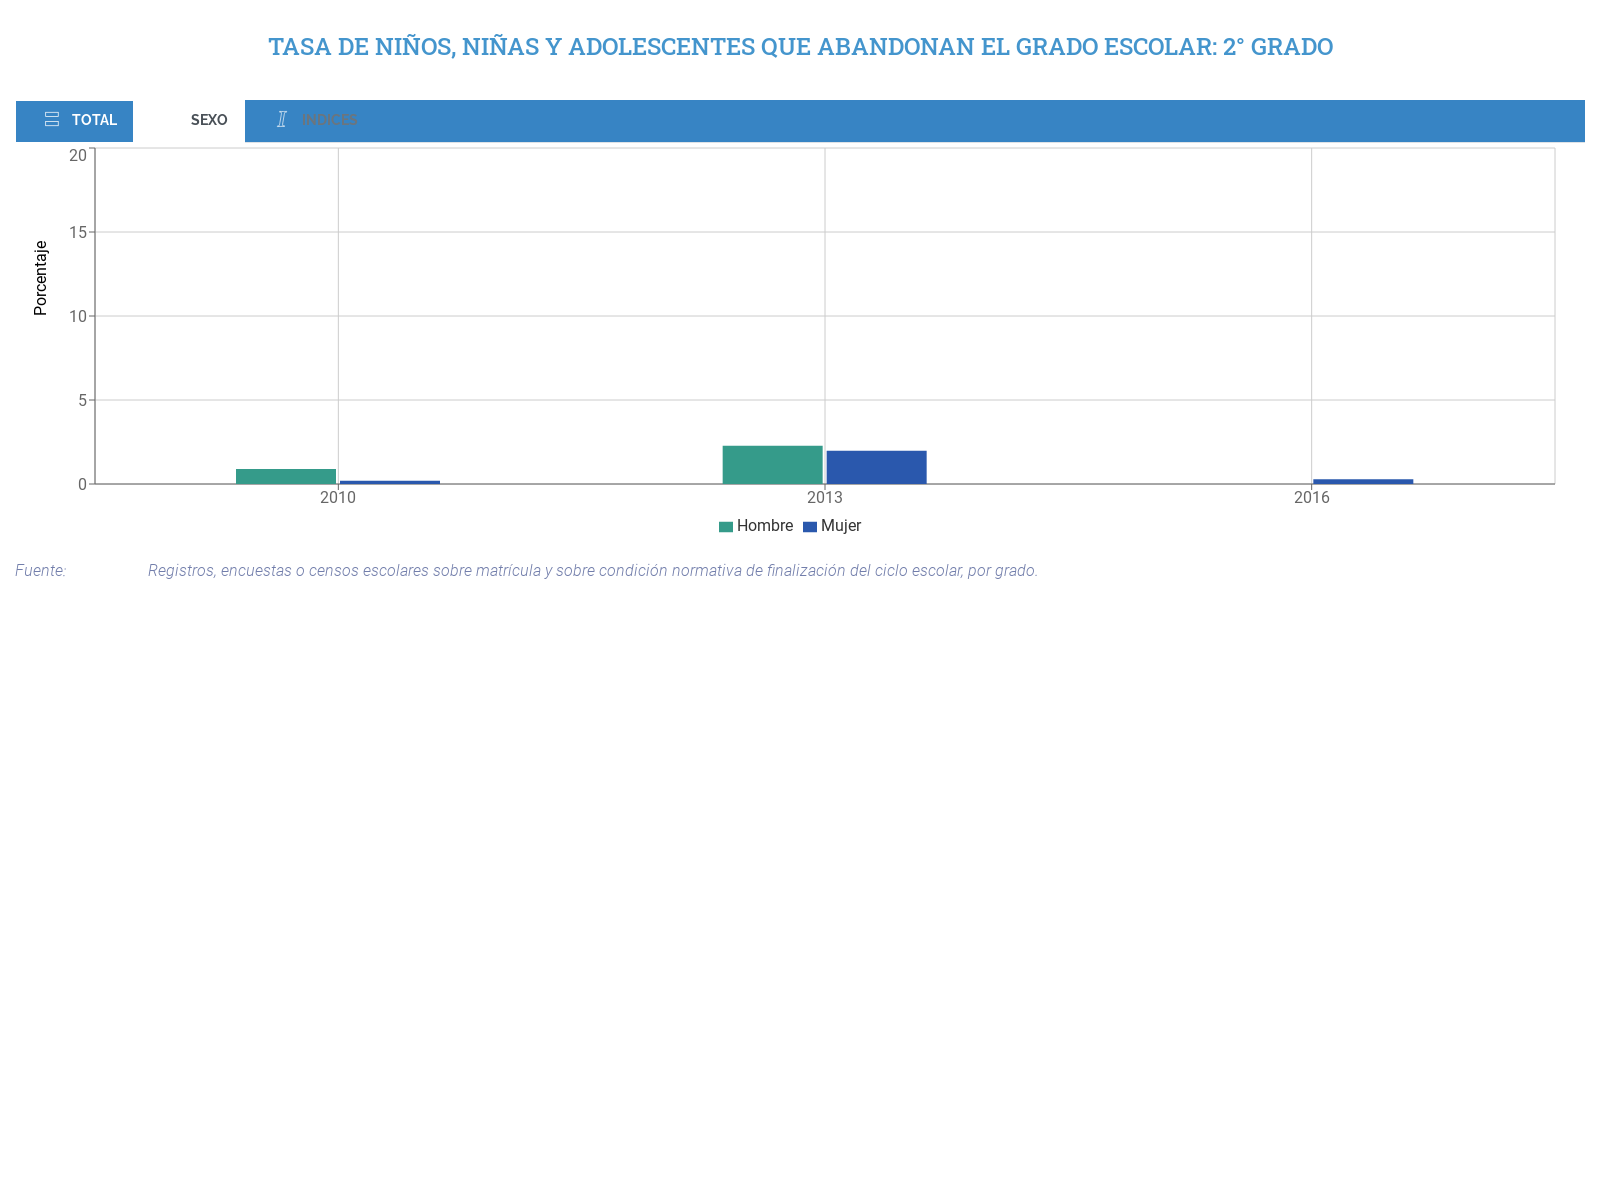 TASA DE NIÑOS, NIÑAS Y ADOLESCENTES QUE ABANDONAN EL GRADO ESCOLAR: 2° GRADO
TOTAL SEXO INDICES
20
15
10
5
0
Porcentaje
2010 2013 2016
Hombre Mujer
Fuente: Registros, encuestas o censos escolares sobre matrícula y sobre condición normativa de finalización del ciclo escolar, por grado.